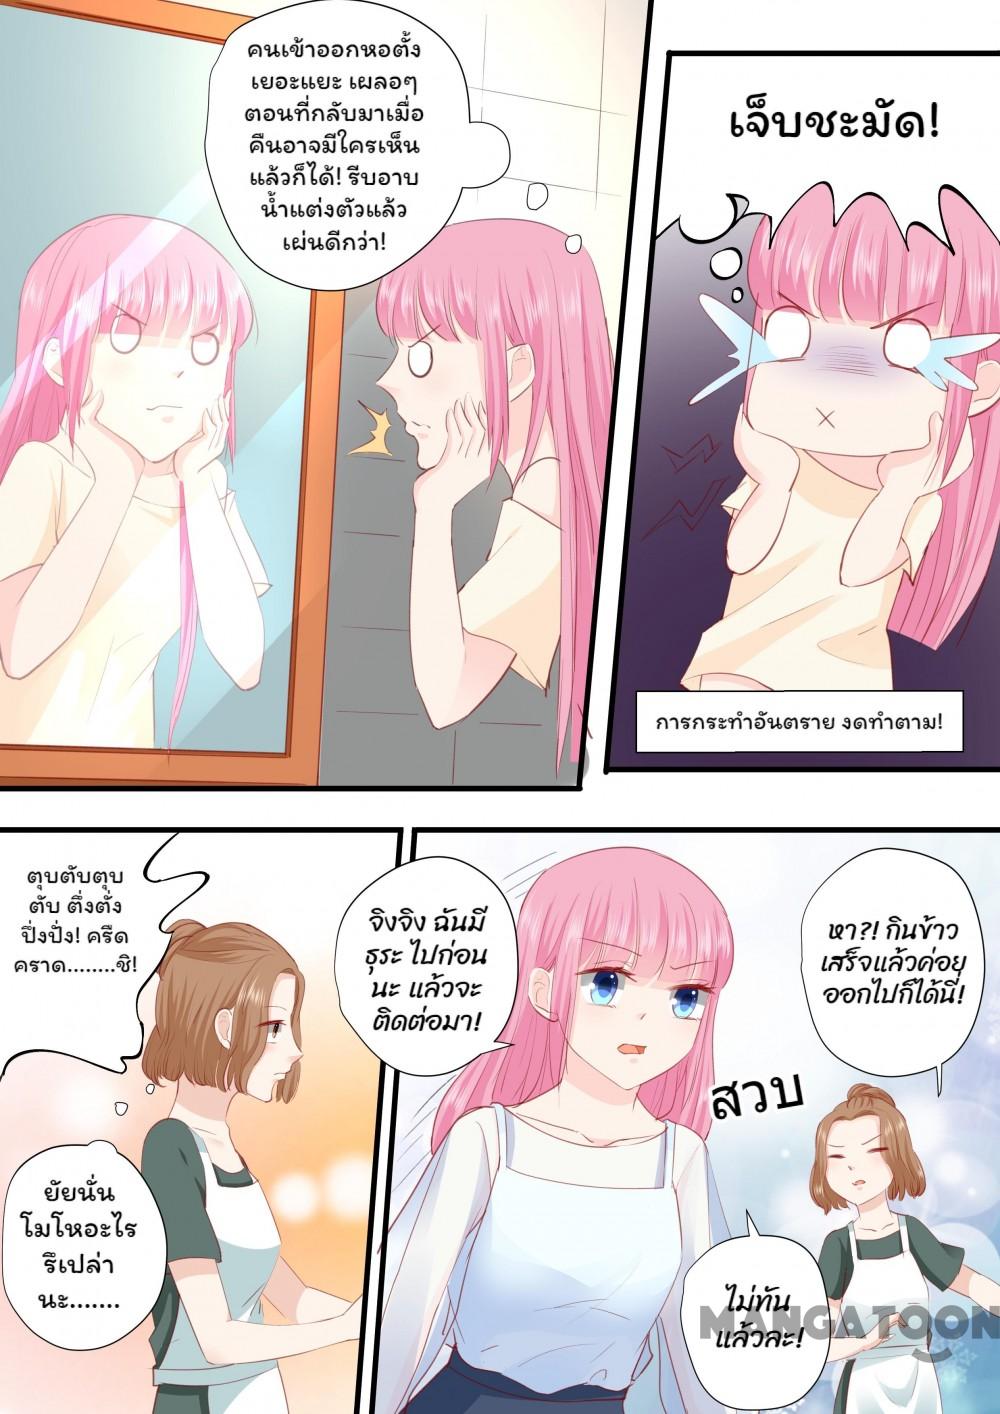 คนเข้าออกหอตั้ง
เยอะแยะ เผลอๆ
ตอนที่กลับมาเมื่อ
คืนอาจมีใครเห็น
แล้วก็ได้! รีบอาบ
น้ำแต่งตัวแล้ว
เผ่นดีกว่า!
เจ็บชะมัด!
การกระทำอันตราย งดทำตาม!
ตุบตับตุบ
ตับ ตึ่งตั่ง
ปึ่งปั่ง! ครืด
คราด........ชิ!
ยัยนั่น
โมโหอะไร
รึเปล่า
นะ.......
จิงจิง ฉันมี
ธุระ ไปก่อน
นะ แล้วจะ
ติดต่อมา!
หา?! กินข้าว
เสร็จแล้วค่อย
ออกไปก็ได้นี่!
สวบ
ไม่ทัน
แล้วละ!
MANGATOON